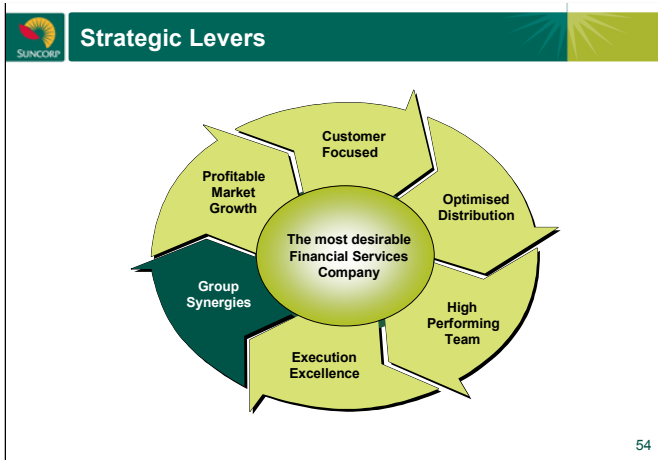 SUNCORP
Strategic Levers
Customer
Focused
Profitable
Market
Growth
Optimised
Distribution
The most desirable
Financial Services
Company
Group
Synergies
High
Performing
Team
Execution
Excellence
54